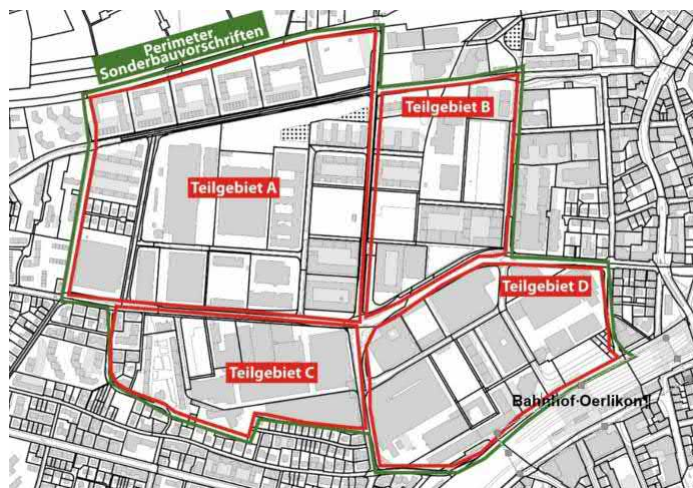 Perimeter
Sonderbauvorschriften
Teilgebiet B
Teilgebiet A
Teilgebiet D
Teilgebiet C
Bahnhof·Oerlikon¶